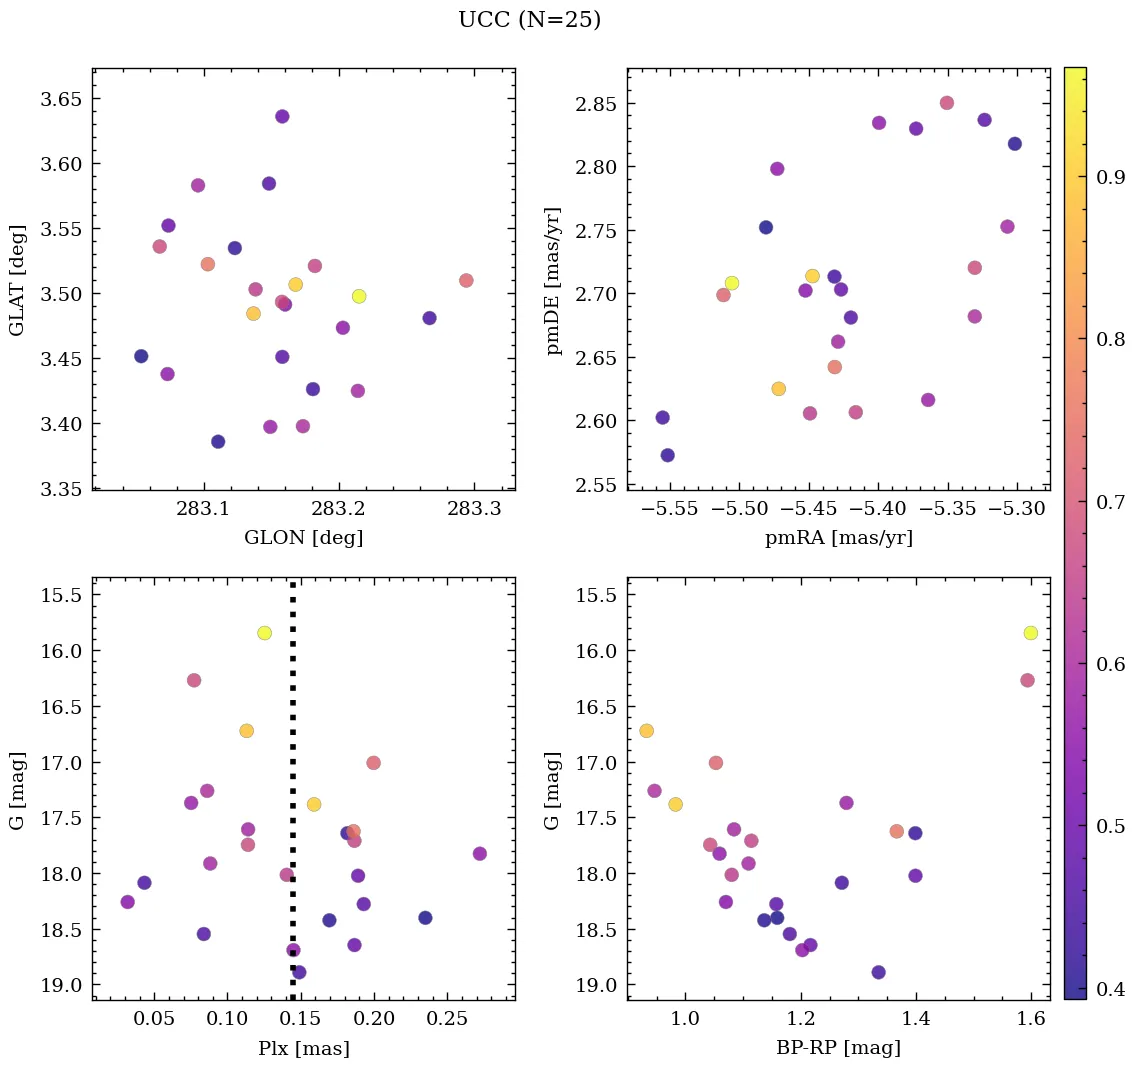 UCC (N=25)
3.65
3.60
3.55
3.50
3.45
3.40
3.35
GLAT [deg]
283.1 283.2 283.3
GLON [deg]
2.85
2.80
2.75
2.70
2.65
2.60
2.55
pmDE [mas/yr]
−5.55 −5.50 −5.45 −5.40 −5.35 −5.30
pmRA [mas/yr]
0.9
0.8
0.7
0.6
0.5
0.4
15.5
16.0
16.5
17.0
17.5
18.0
18.5
19.0
G [mag]
0.05 0.10 0.15 0.20 0.25
Plx [mas]
15.5
16.0
16.5
17.0
17.5
18.0
18.5
19.0
G [mag]
1.0 1.2 1.4 1.6
BP-RP [mag]